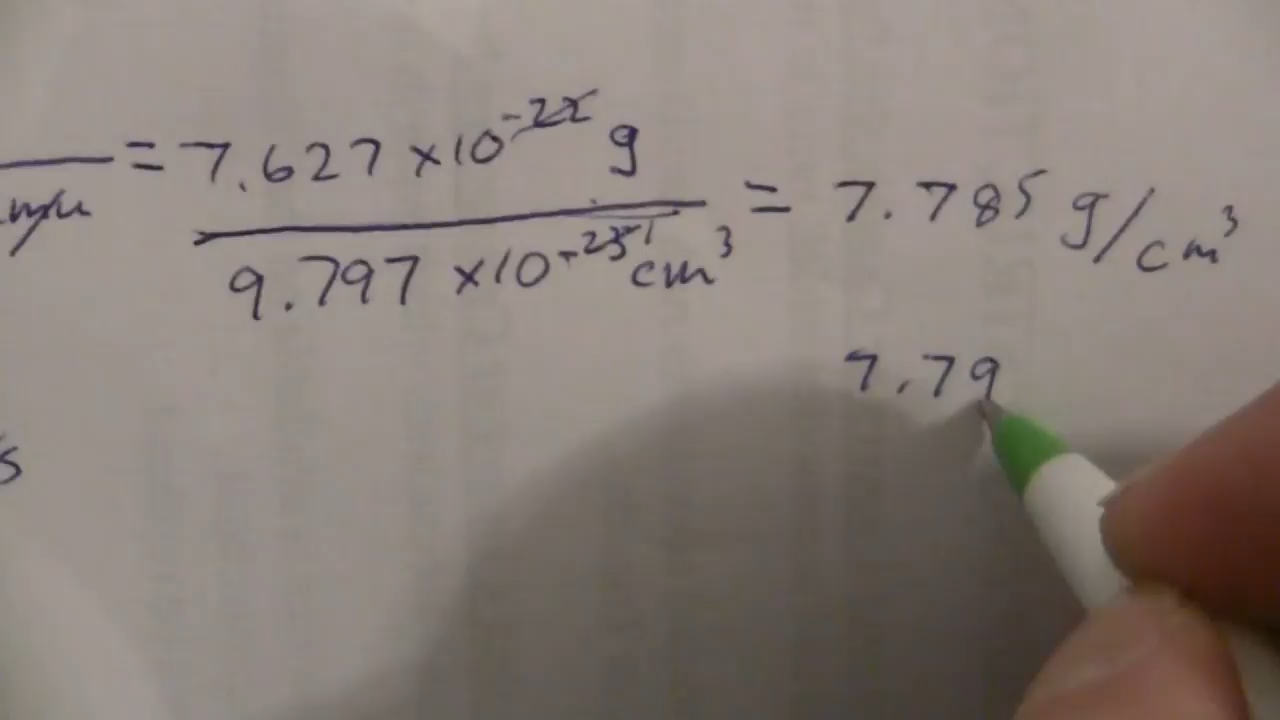 = 7.627 ×10⁻²² g
9.797 ×10⁻²³ cm³ = 7.785 g/cm³
7.79
s